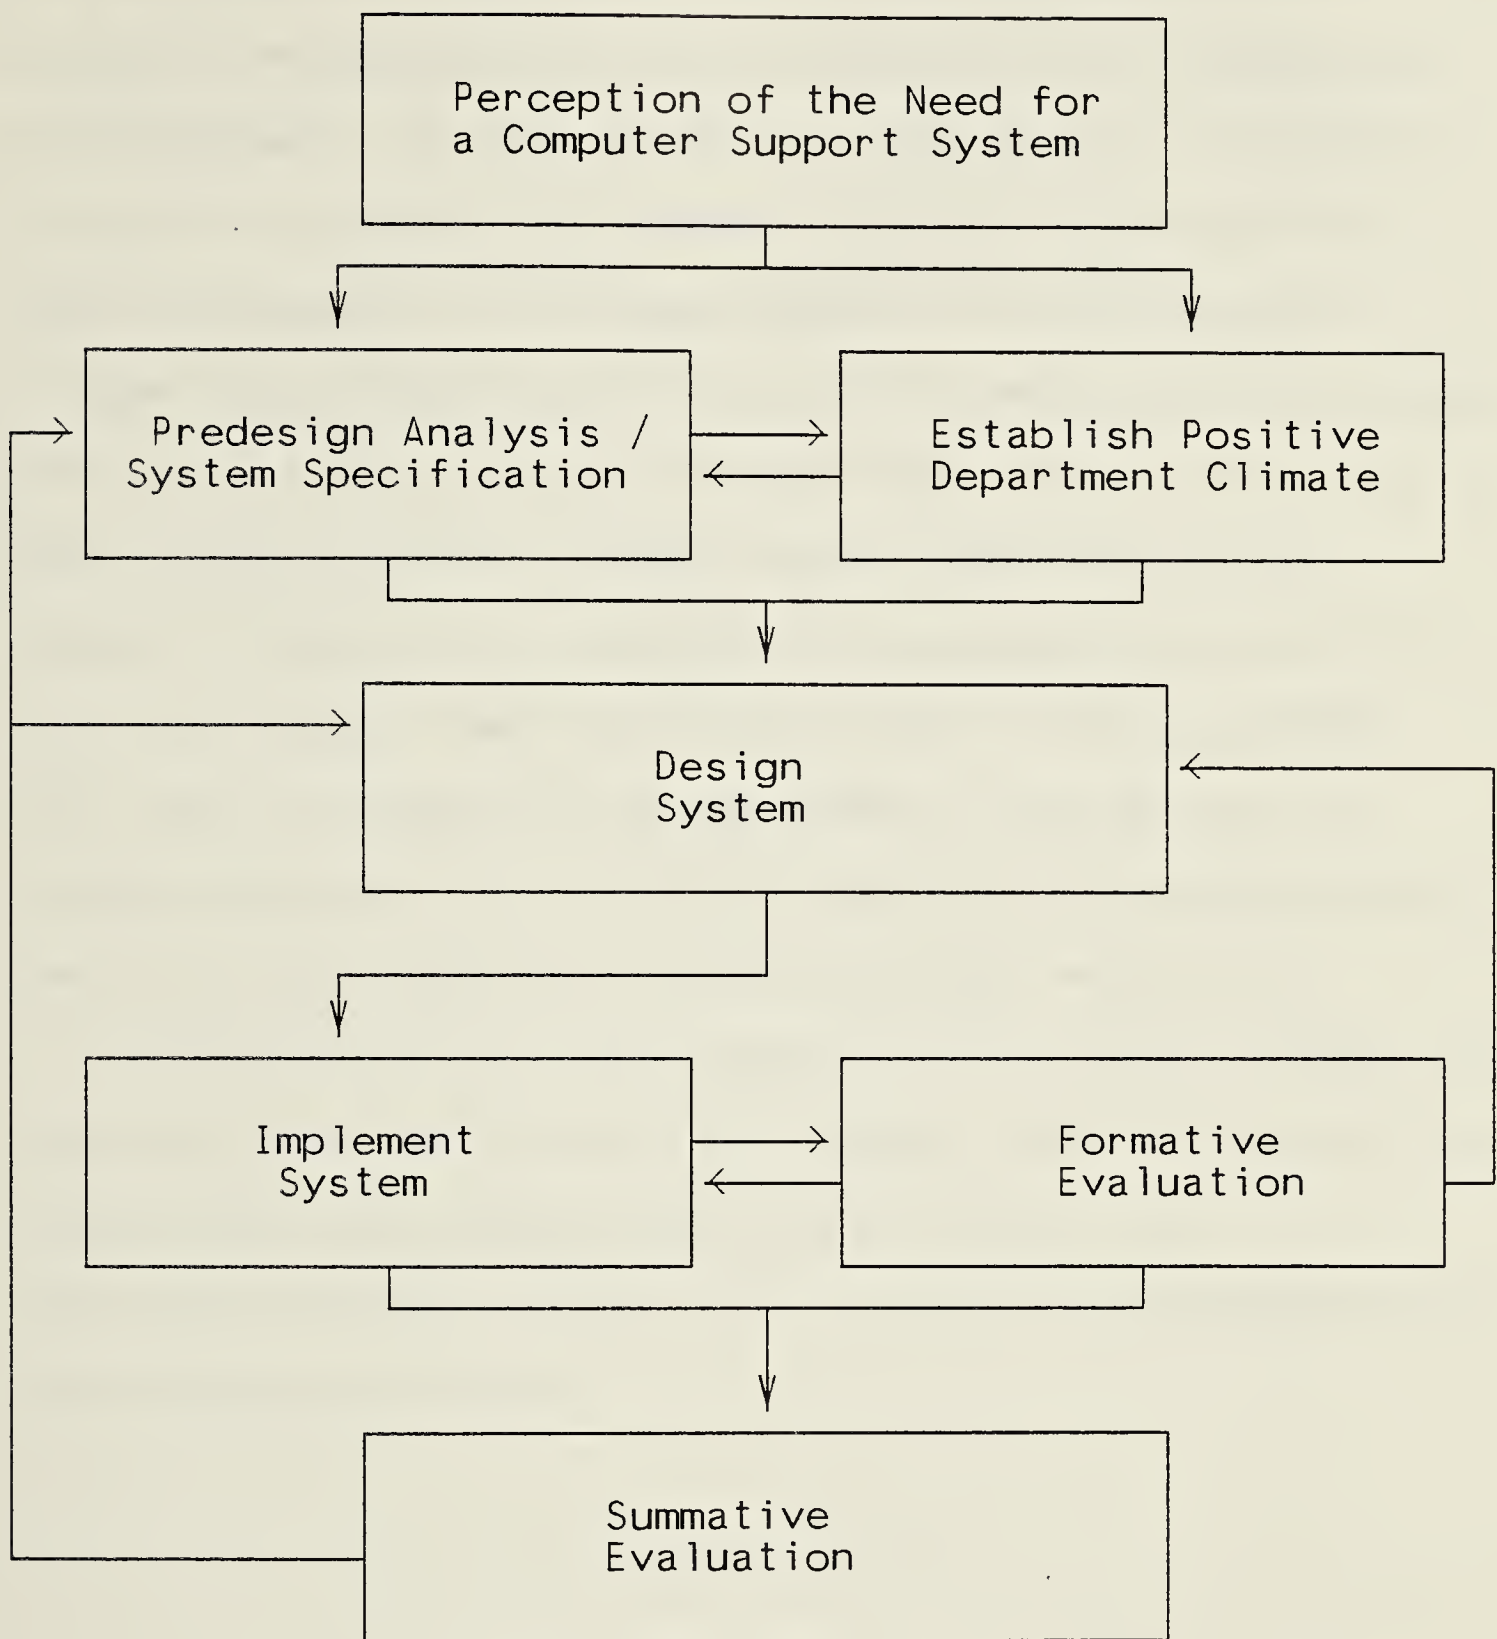 Perception of the Need for
a Computer Support System
Predesign Analysis /
System Specification
Establish Positive
Department Climate
Design
System
Implement
System
Formative
Evaluation
Summative
Evaluation